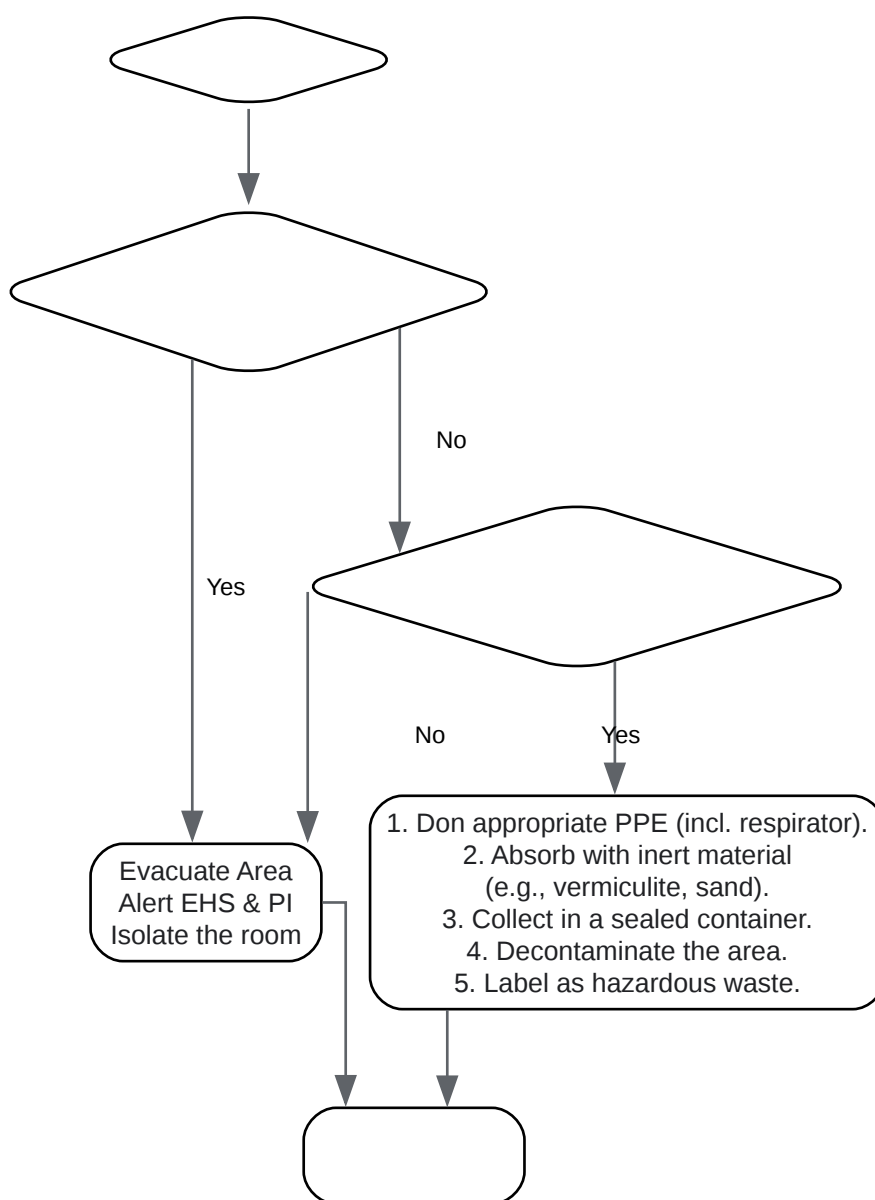 No
Yes
No
Yes
1. Don appropriate PPE (incl. respirator).
2. Absorb with inert material
(e.g., vermiculite, sand).
3. Collect in a sealed container.
4. Decontaminate the area.
5. Label as hazardous waste.
Evacuate Area
Alert EHS & PI
Isolate the room